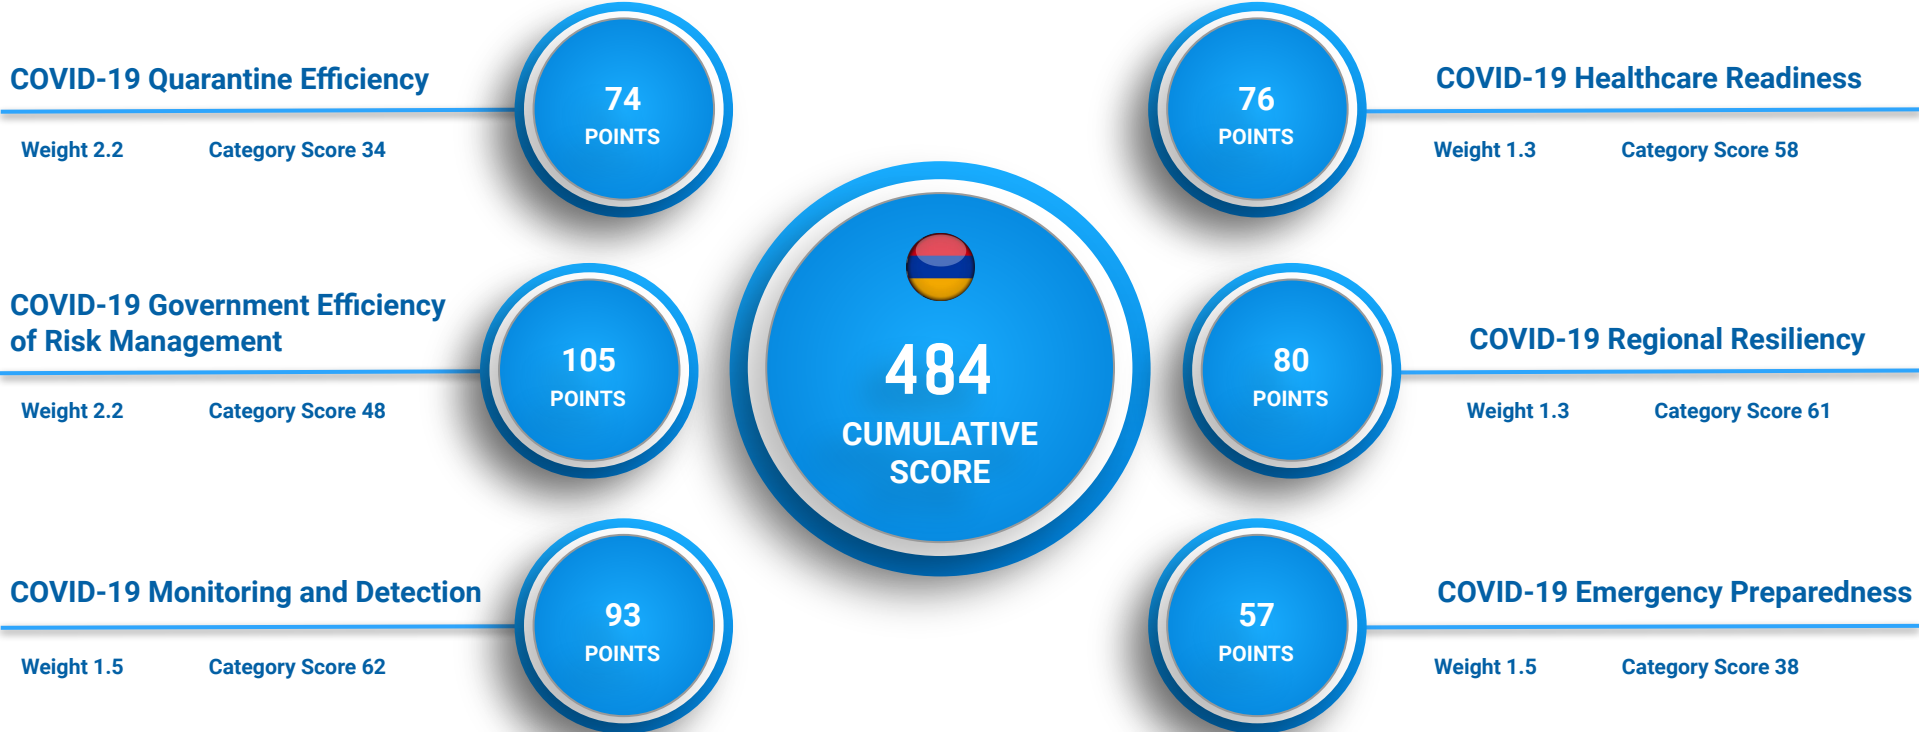 COVID-19 Quarantine Efficiency
Weight 2.2 Category Score 34
74
POINTS
COVID-19 Government Efficiency
of Risk Management
Weight 2.2 Category Score 48
105
POINTS
COVID-19 Monitoring and Detection
Weight 1.5 Category Score 62
93
POINTS
484
CUMULATIVE
SCORE
76
POINTS
COVID-19 Healthcare Readiness
Weight 1.3 Category Score 58
80
POINTS
COVID-19 Regional Resiliency
Weight 1.3 Category Score 61
57
POINTS
COVID-19 Emergency Preparedness
Weight 1.5 Category Score 38